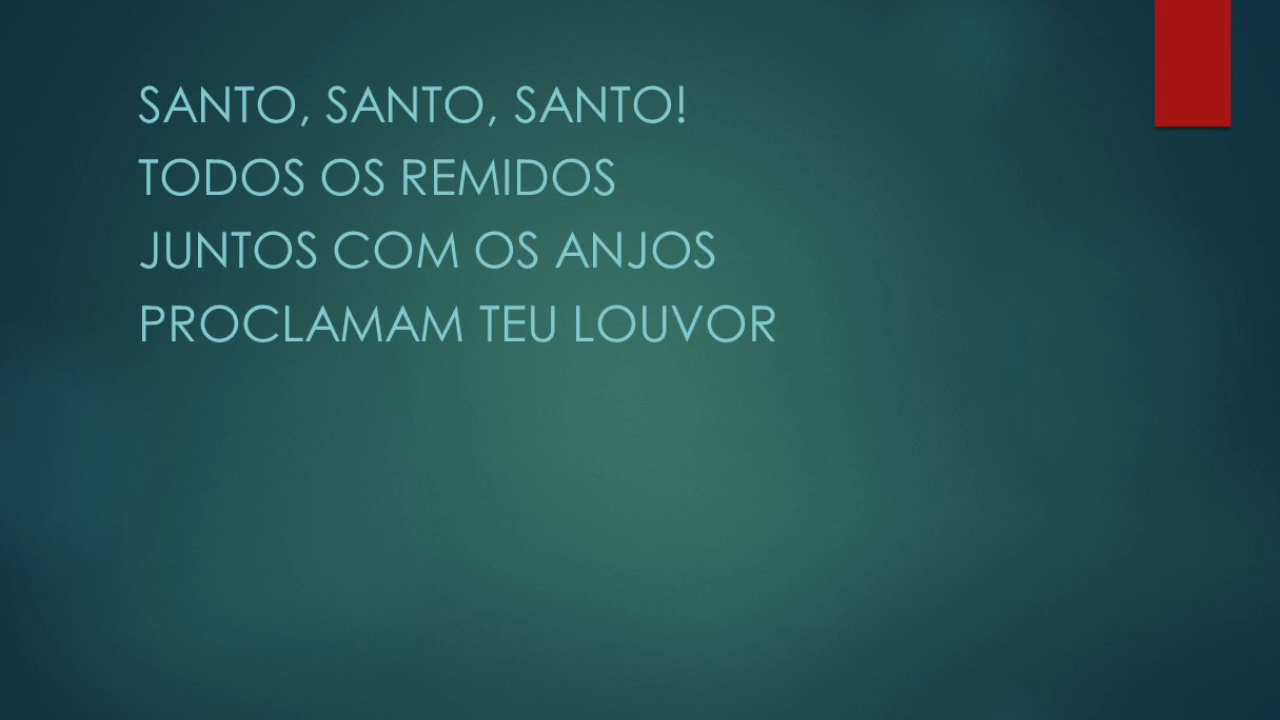 SANTO, SANTO, SANTO!
TODOS OS REMIDOS
JUNTOS COM OS ANJOS
PROCLAMAM TEU LOUVOR